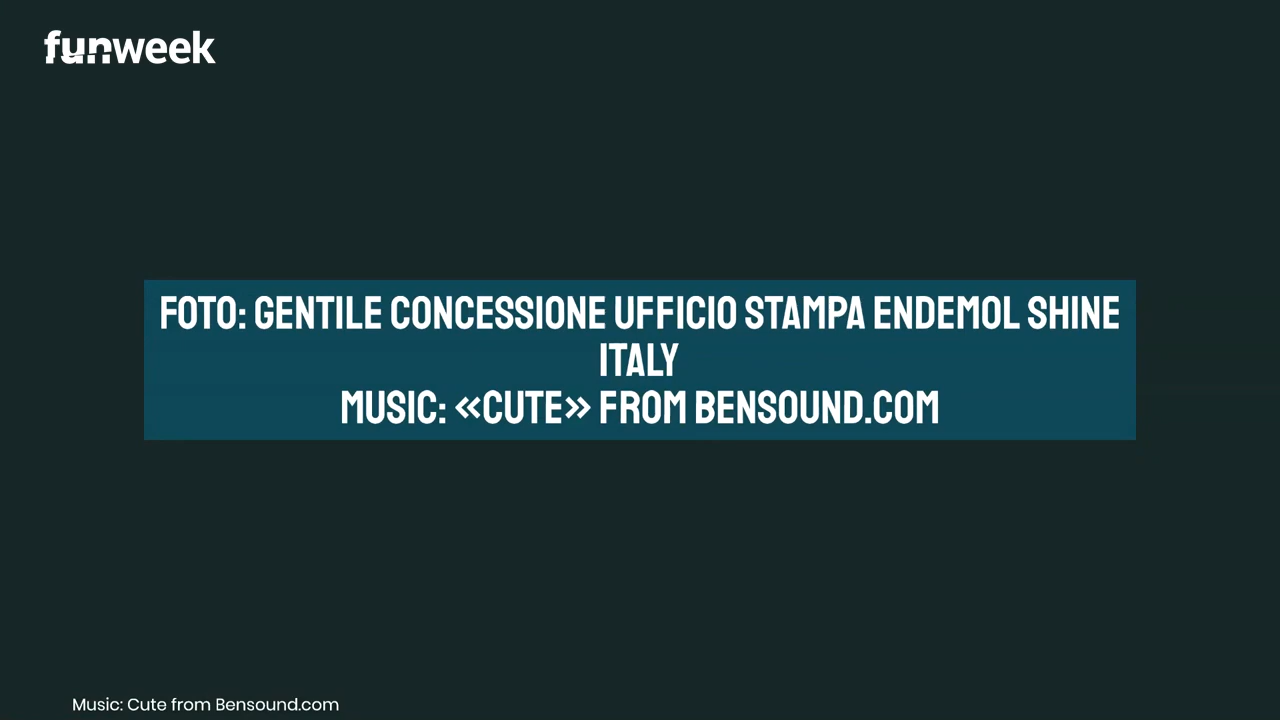 funweek
FOTO: GENTILE CONCESSIONE UFFICIO STAMPA ENDEMOL SHINE
ITALY
MUSIC: «CUTE» FROM BENSOUND.COM
Music: Cute from Bensound.com